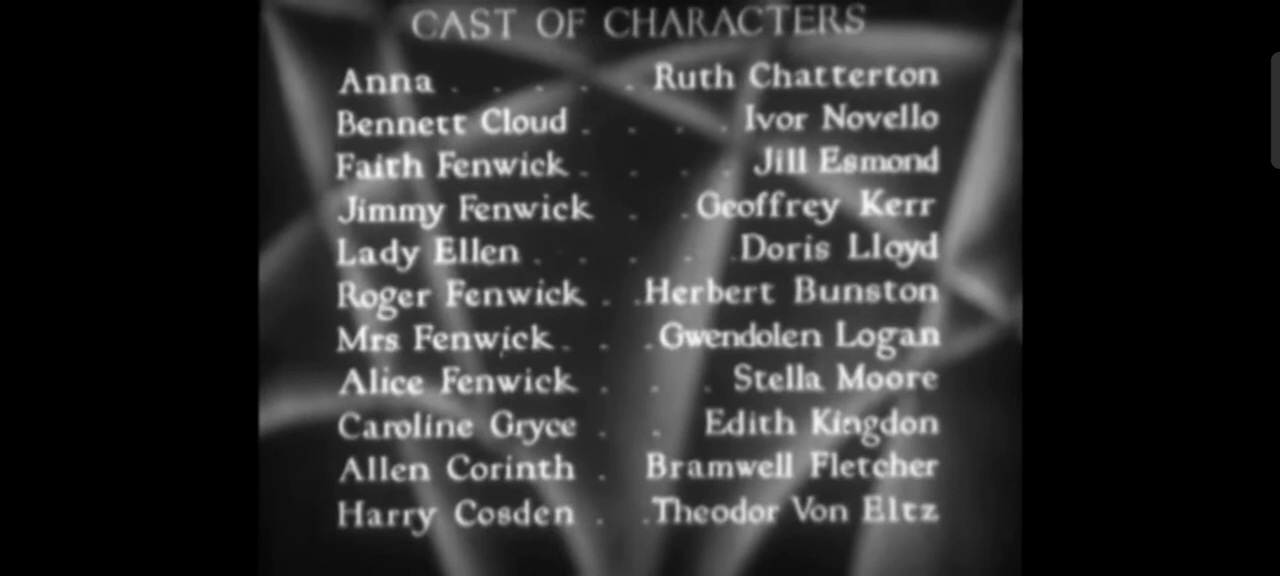 CAST OF CHARACTERS
Anna . . . . . Ruth Chatterton
Bennett Cloud . . . . Ivor Novello
Faith Fenwick . . . . Jill Esmond
Jimmy Fenwick . . Geoffrey Kerr
Lady Ellen . . . . . Doris Lloyd
Roger Fenwick . . Herbert Bunston
Mrs Fenwick . . . Gwendolen Logan
Alice Fenwick . . . Stella Moore
Caroline Gryce . . Edith Kingdon
Allen Corinth . Bramwell Fletcher
Harry Cosden . . Theodor Von Eltz